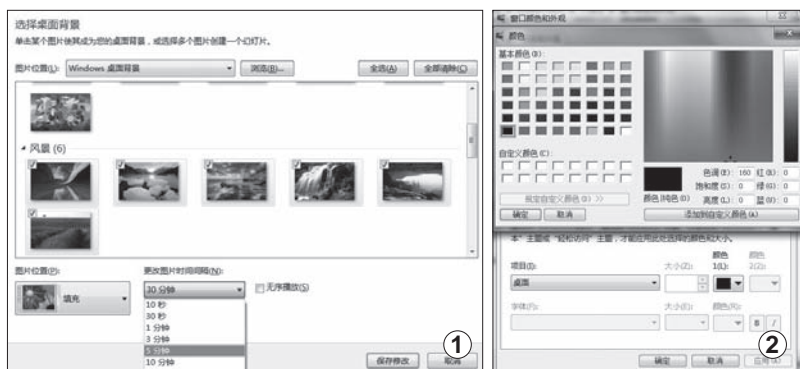 选择桌面背景
单击某个图片使其成为您的桌面背景，或选择多个图片创建一个幻灯片。
图片位置(L): Windows 桌面背景 浏览(B)... 全选(A) 全部清除(C)
风景 (6)
图片位置(P):
填充
更改图片时间间隔(N):
30 分钟
无序播放(S)
10 秒
30 秒
1 分钟
3 分钟
5 分钟
10 分钟
保存修改 取消
1
窗口颜色和外观
颜色
基本颜色(B):
自定义颜色(C):
规定自定义颜色(D) >>
确定 取消
颜色|纯色(O)
色调(E): 160 红(R): 0
饱和度(S): 0 绿(G): 0
亮度(L): 0 蓝(U): 0
添加到自定义颜色(A)
本”主题或“轻松访问”主题，才能应用此处选择的颜色和大小。
项目(I): 大小(Z): 颜色 1(L): 颜色 2(2):
桌面
字体(F): 大小(E): 颜色(R):
B /
确定 取消 应用(A)
2